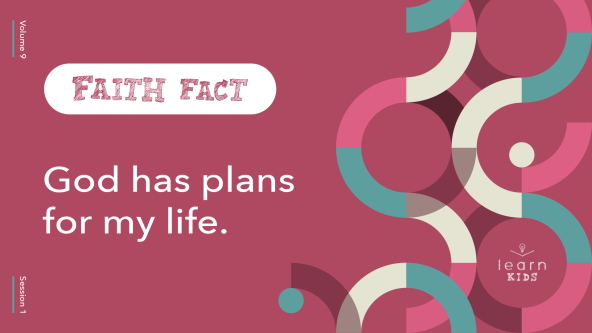 Volume 9
FAITH FACT
God has plans
for my life.
Session 1
learn
KIDS